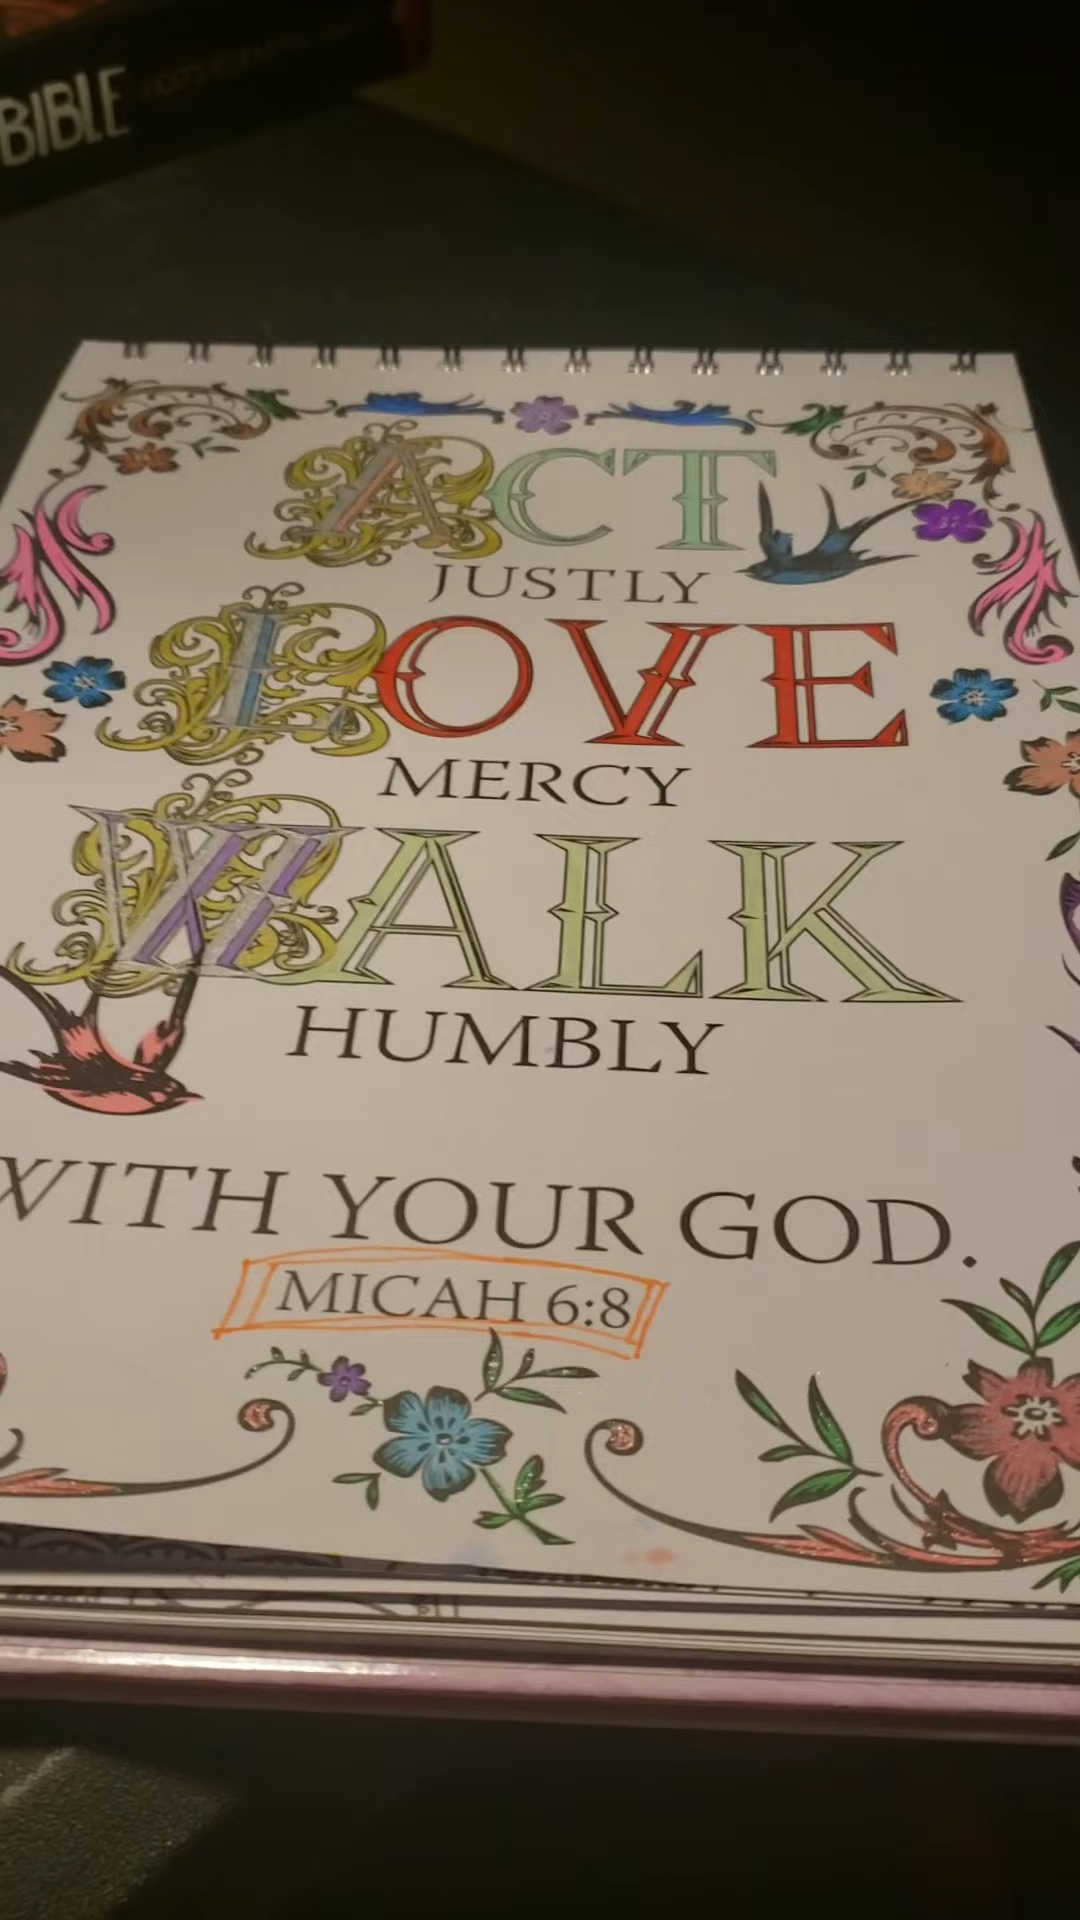 BIBLE
ACT
JUSTLY
LOVE
MERCY
WALK
HUMBLY
WITH YOUR GOD.
MICAH 6:8